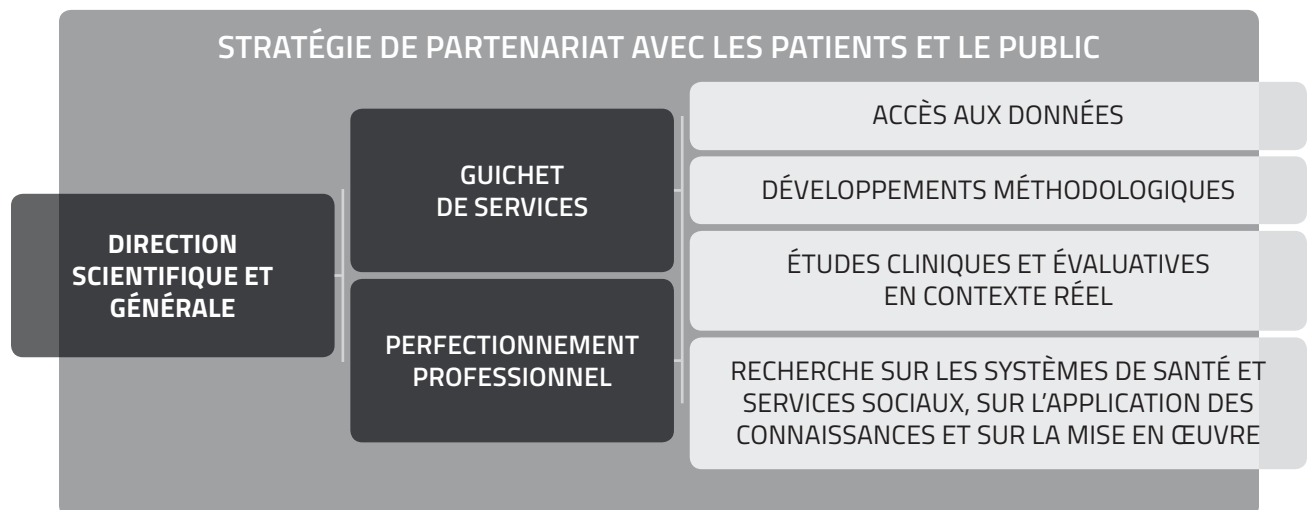 STRATÉGIE DE PARTENARIAT AVEC LES PATIENTS ET LE PUBLIC
DIRECTION
SCIENTIFIQUE ET
GÉNÉRALE
GUICHET
DE SERVICES
PERFECTIONNEMENT
PROFESSIONNEL
ACCÈS AUX DONNÉES
DÉVELOPPEMENTS MÉTHODOLOGIQUES
ÉTUDES CLINIQUES ET ÉVALUATIVES
EN CONTEXTE RÉEL
RECHERCHE SUR LES SYSTÈMES DE SANTÉ ET
SERVICES SOCIAUX, SUR L’APPLICATION DES
CONNAISSANCES ET SUR LA MISE EN ŒUVRE